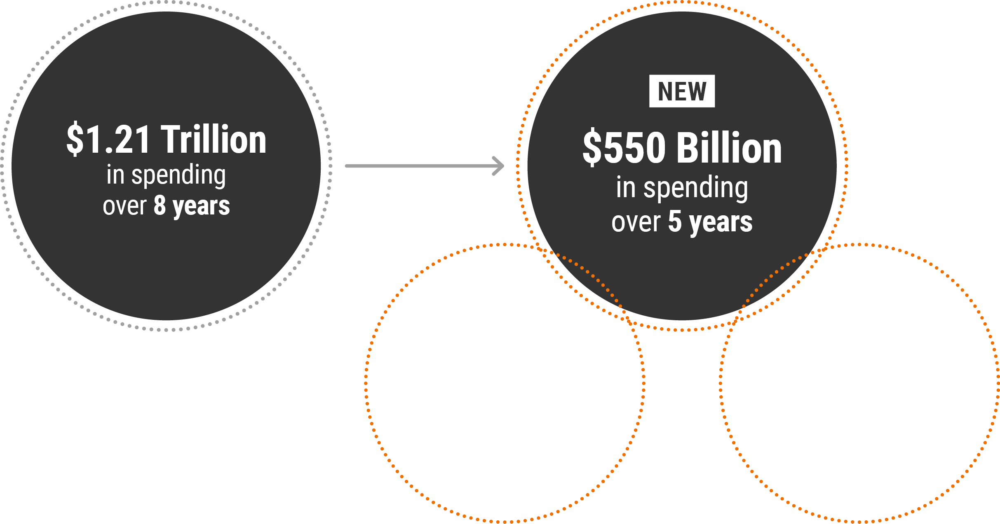 $1.21 Trillion
in spending
over 8 years
NEW
$550 Billion
in spending
over 5 years